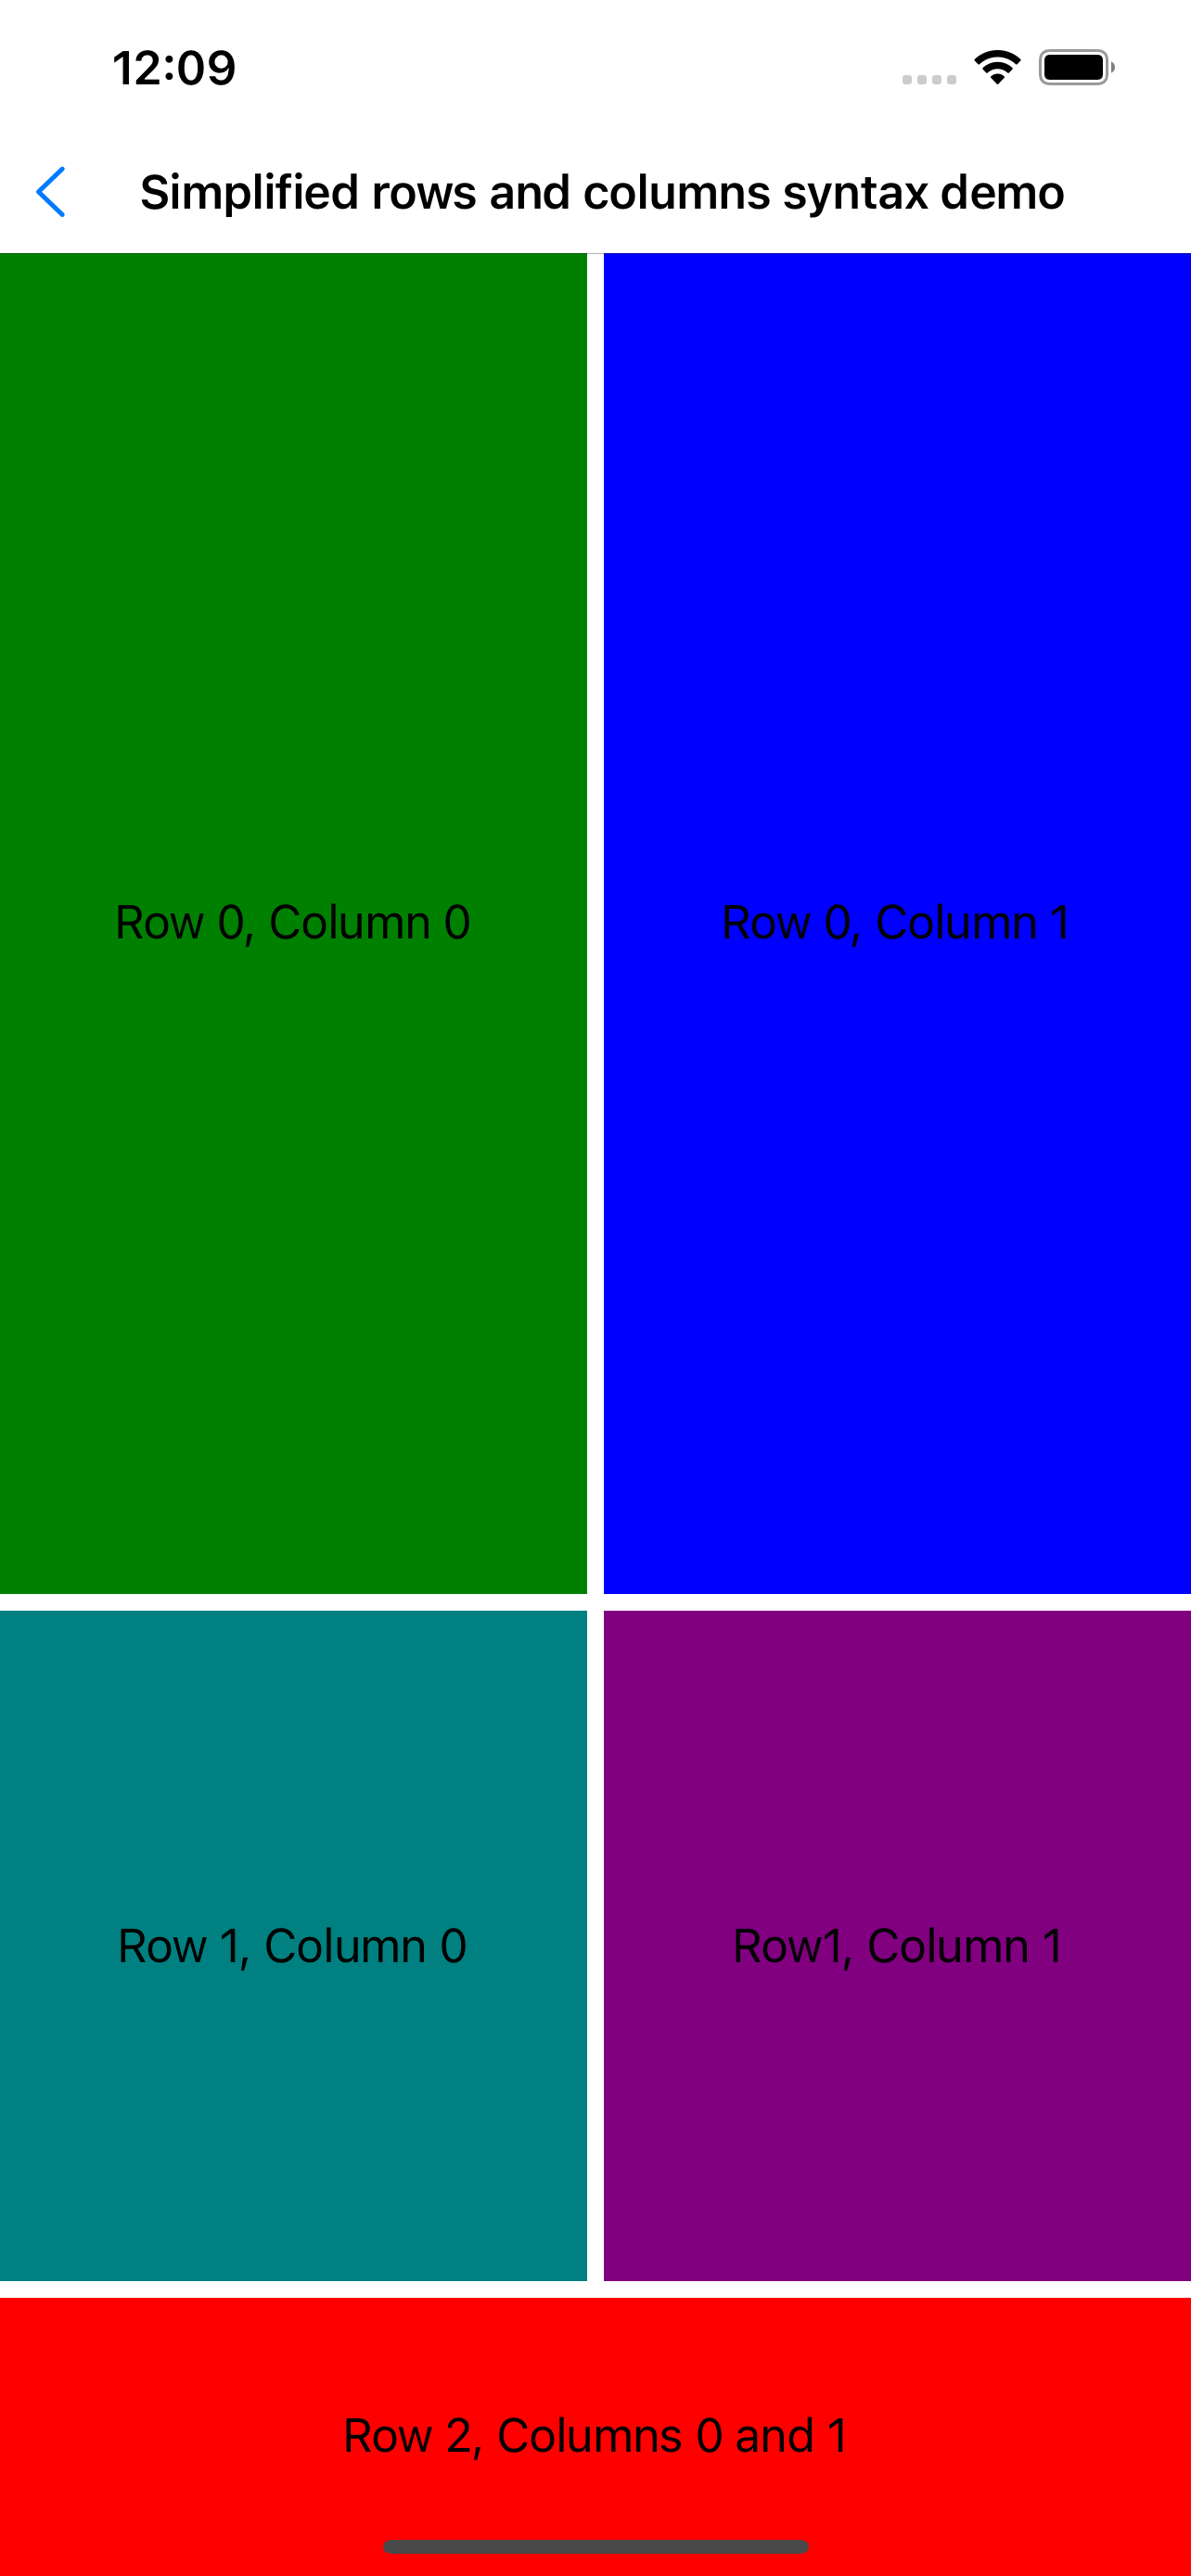 12:09
Simplified rows and columns syntax demo
Row 0, Column 0
Row 0, Column 1
Row 1, Column 0
Row1, Column 1
Row 2, Columns 0 and 1